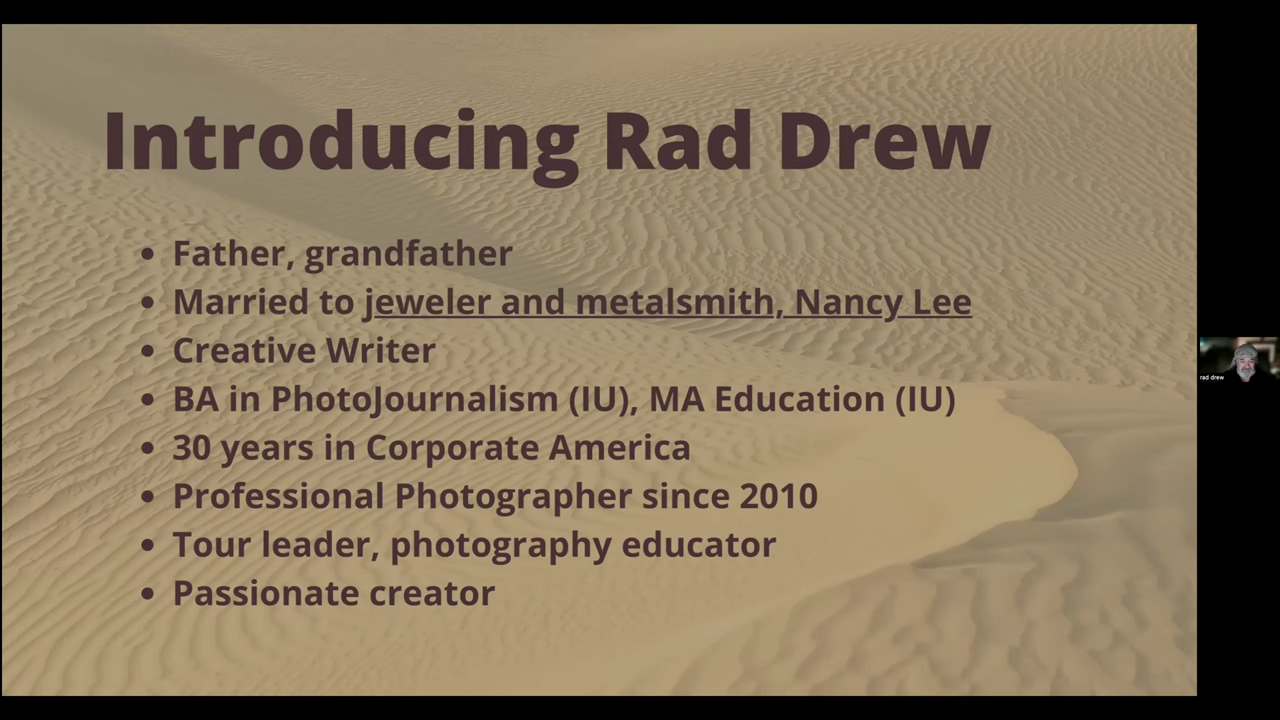 Introducing Rad Drew
• Father, grandfather
• Married to jeweler and metalsmith, Nancy Lee
• Creative Writer
• BA in PhotoJournalism (IU), MA Education (IU)
• 30 years in Corporate America
• Professional Photographer since 2010
• Tour leader, photography educator
• Passionate creator
rad drew